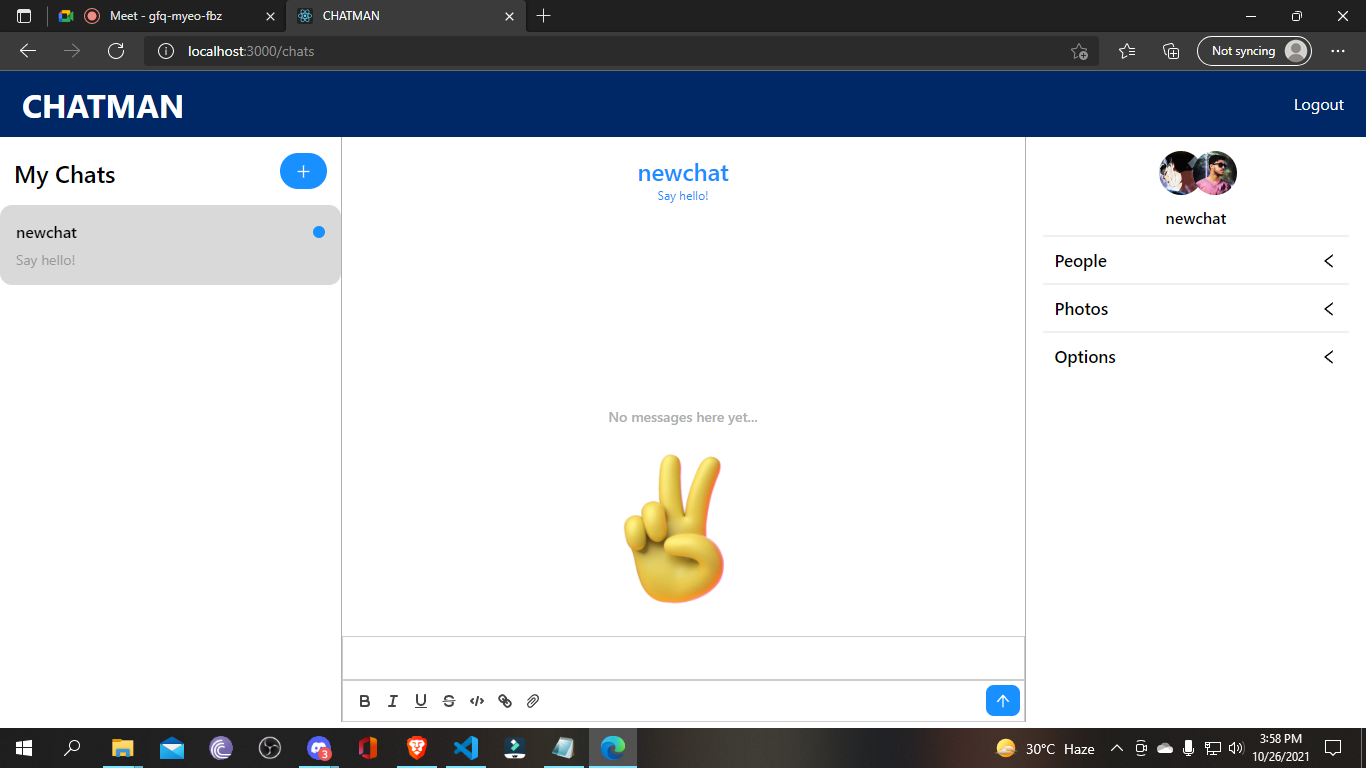 Meet - gfq-myeo-fbz
CHATMAN
localhost:3000/chats
Not syncing
CHATMAN
Logout
My Chats
+
newchat
Say hello!
newchat
Say hello!
No messages here yet...
B I U S </>
newchat
People
Photos
Options
3
30°C Haze
3:58 PM
10/26/2021